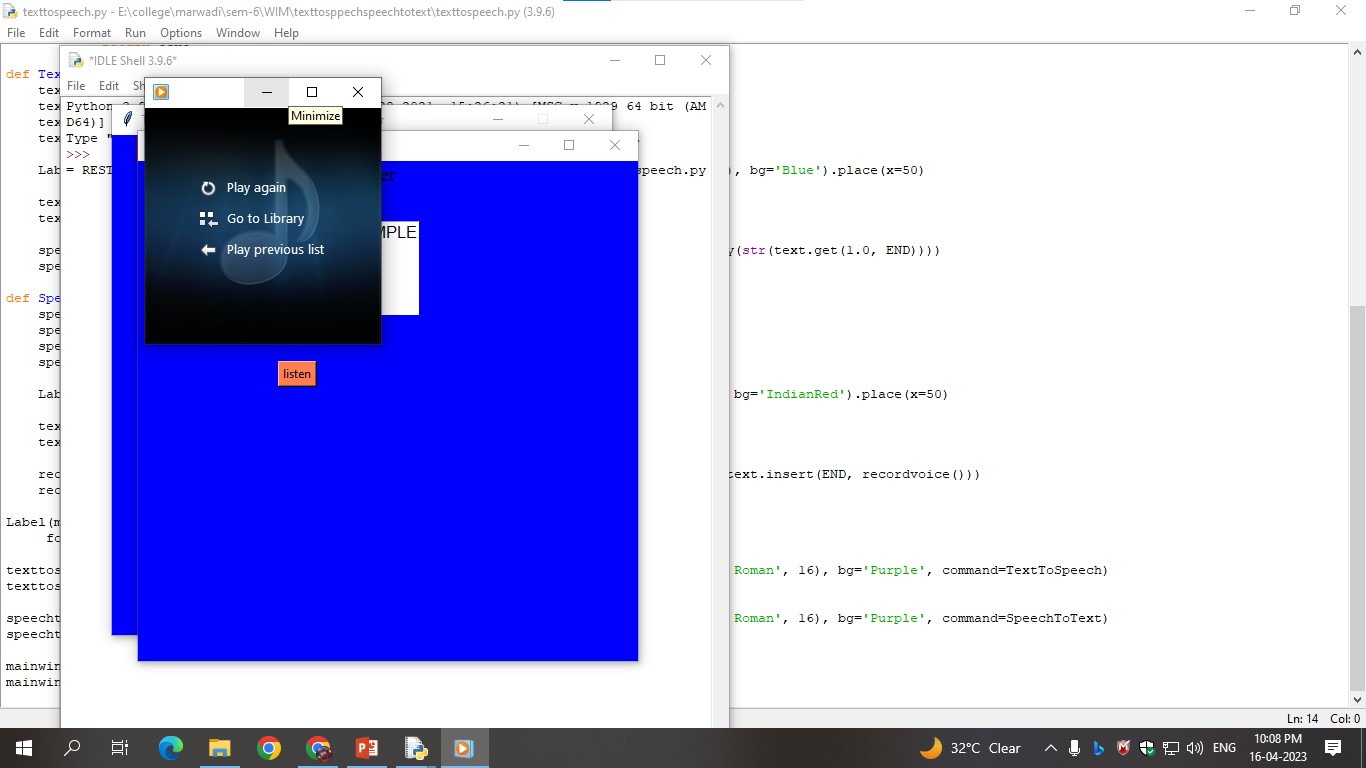 texttospeech.py - E:\college\marwadi\sem-6\WIM\texttosppechspeechtotext\texttospeech.py (3.9.6)
File Edit Format Run Options Window Help
*IDLE Shell 3.9.6*
File Edit Sh
def Tex
tex
tex
tex
tex
Python 64 bit (AM
D64)]
Type "
>>>
= REST speech.py
Minimize
Play again
Go to Library
Play previous list
er
MPLE
listen
Lab ), bg='Blue').place(x=50)
tex
tex
spe y(str(text.get(1.0, END))))
spe
def Spe
spe
spe
spe
spe
Lab bg='IndianRed').place(x=50)
tex
tex
rec text.insert(END, recordvoice()))
rec
Label(m
fo
texttos Roman', 16), bg='Purple', command=TextToSpeech)
texttos
speecht Roman', 16), bg='Purple', command=SpeechToText)
speecht
mainwin
mainwin
Ln: 14 Col: 0
32°C Clear
ENG
10:08 PM
16-04-2023